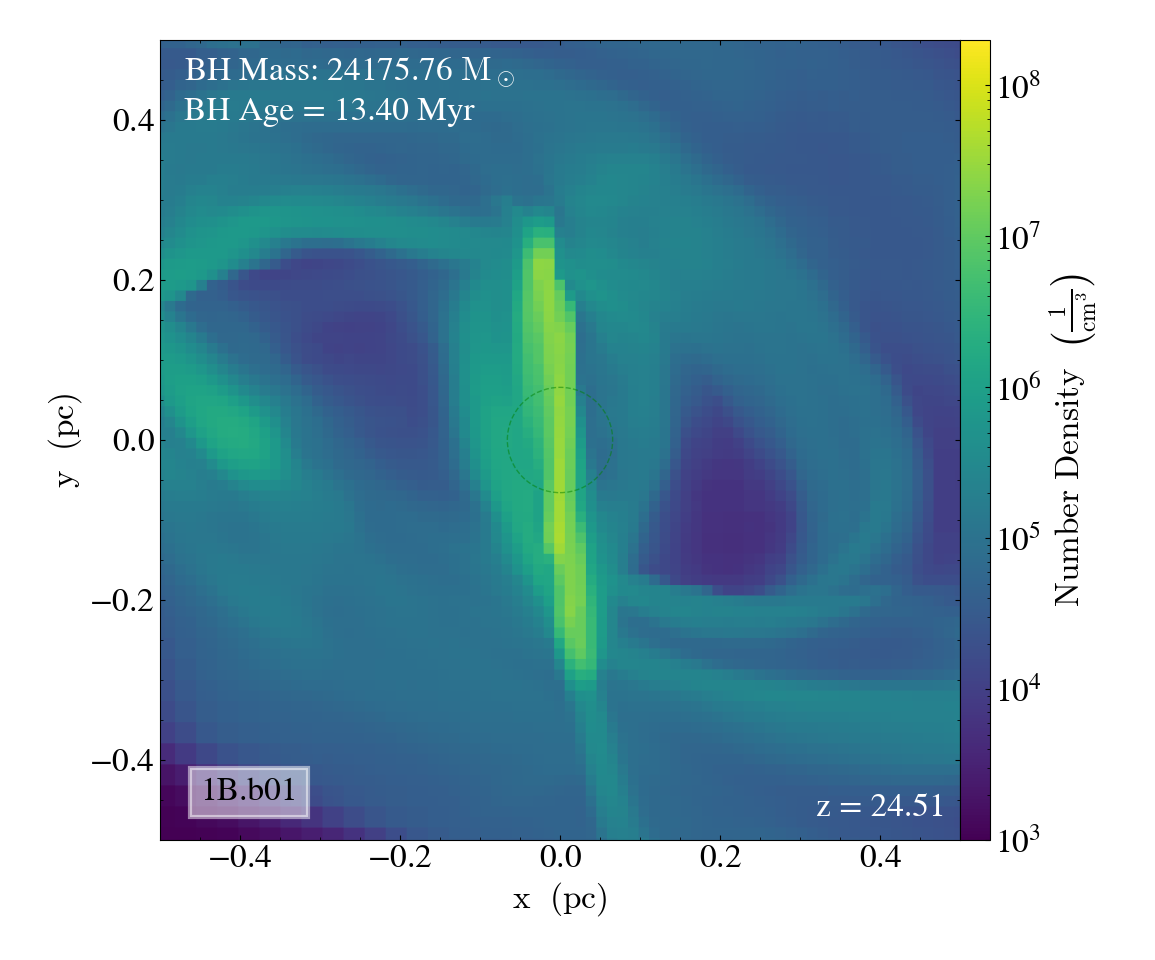 BH Mass: 24175.76 M⊙
BH Age = 13.40 Myr
0.4
0.2
0.0
−0.2
−0.4
y (pc)
1B.b01
z = 24.51
−0.4 −0.2 0.0 0.2 0.4
x (pc)
10⁸
10⁷
10⁶
10⁵
10⁴
10³
Number Density (1/cm³)